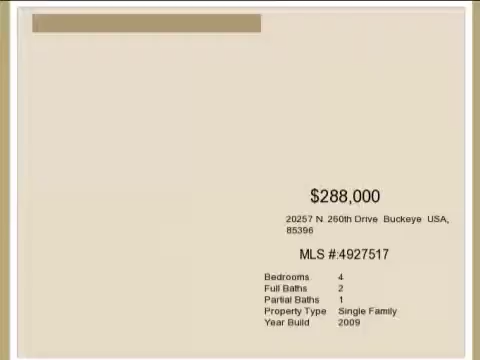 $288,000
20257 N. 260th Drive Buckeye USA,
85396
MLS #:4927517
Bedrooms 4
Full Baths 2
Partial Baths 1
Property Type Single Family
Year Build 2009